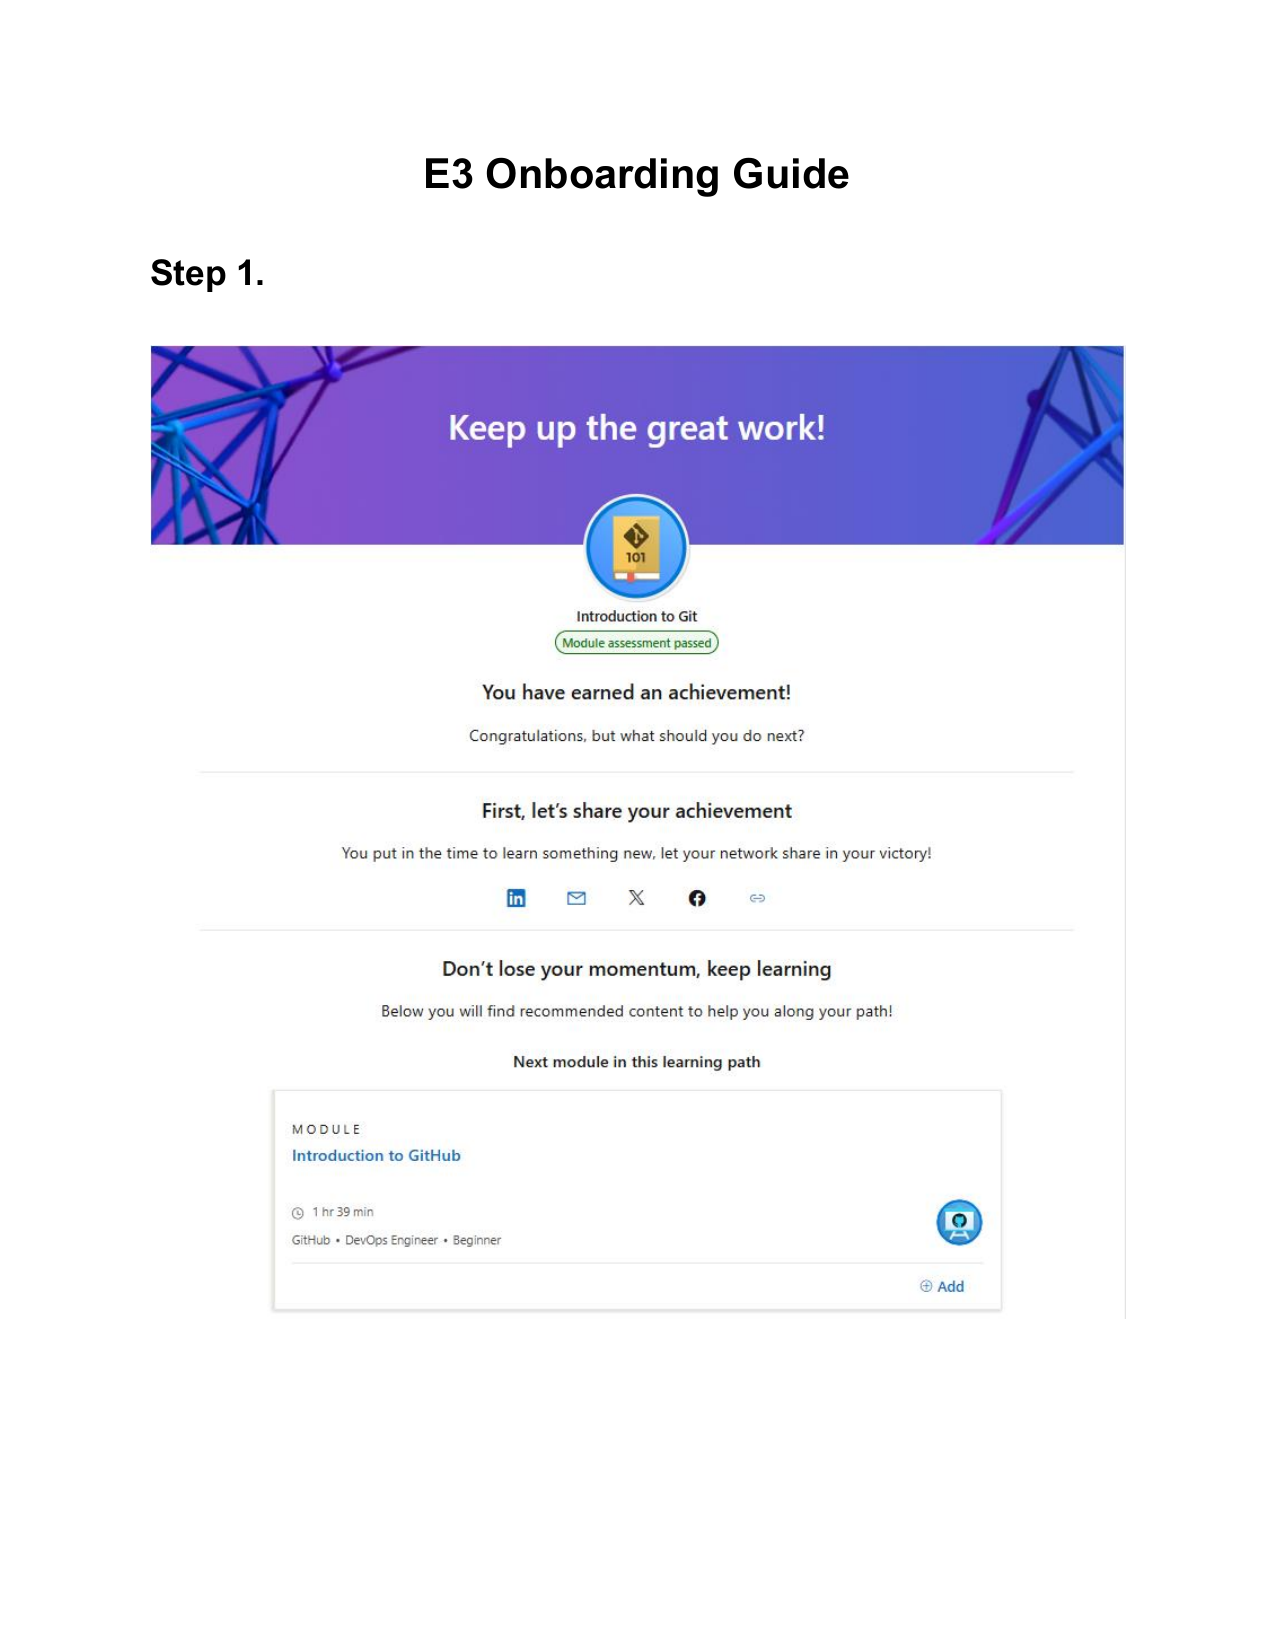 E3 Onboarding Guide
Step 1.
Keep up the great work!
101
Introduction to Git
Module assessment passed
You have earned an achievement!
Congratulations, but what should you do next?
First, let's share your achievement
You put in the time to learn something new, let your network share in your victory!
in
Don't lose your momentum, keep learning
Below you will find recommended content to help you along your path!
Next module in this learning path
MODULE
Introduction to GitHub
1 hr 39 min
GitHub • DevOps Engineer • Beginner
Add